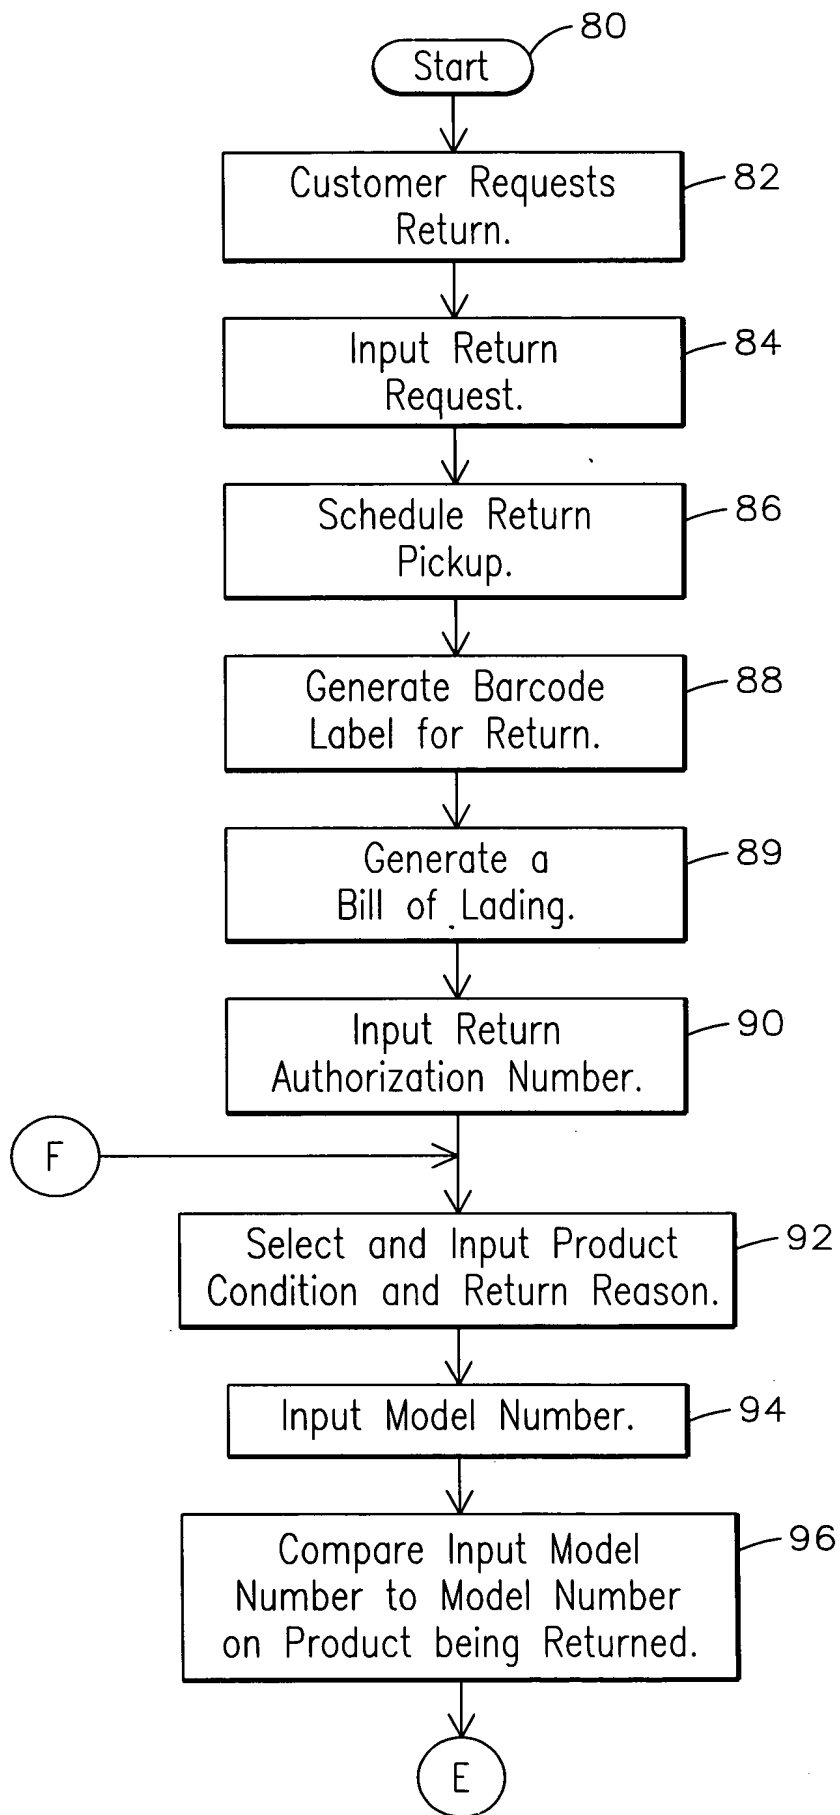 80
Start
Customer Requests
Return.
82
Input Return
Request.
84
Schedule Return
Pickup.
86
Generate Barcode
Label for Return.
88
Generate a
Bill of Lading.
89
Input Return
Authorization Number.
90
F
Select and Input Product
Condition and Return Reason.
92
Input Model Number.
94
Compare Input Model
Number to Model Number
on Product being Returned.
96
E